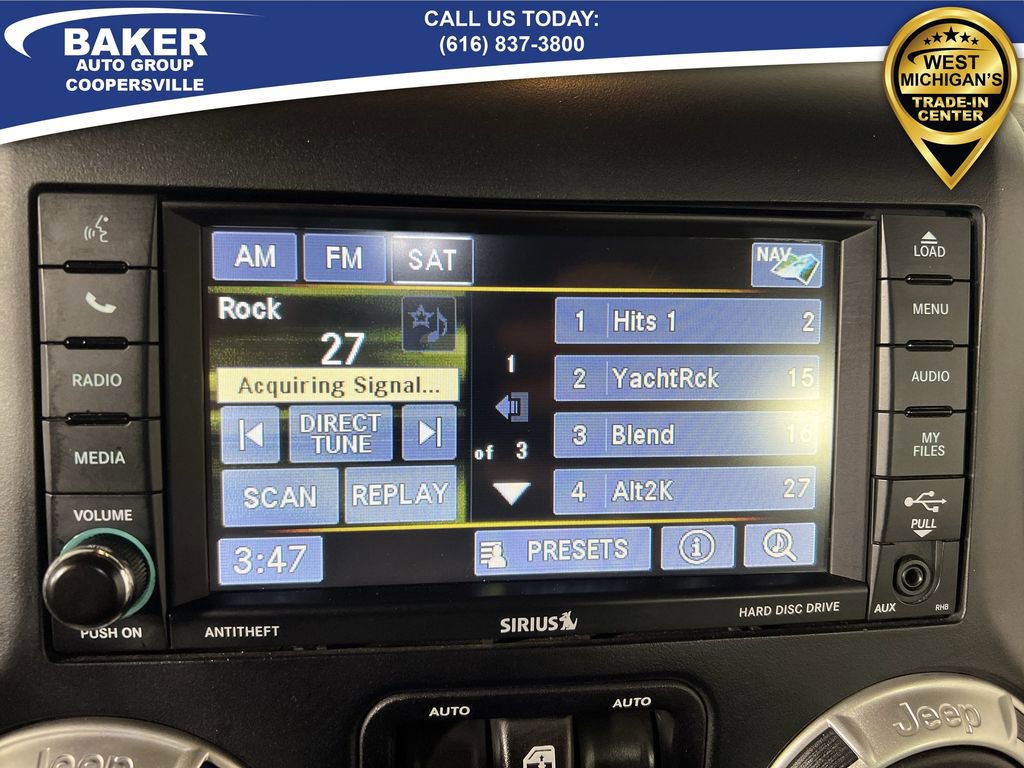 BAKER
AUTO GROUP
COOPERSVILLE
CALL US TODAY:
(616) 837-3800
WEST
MICHIGAN'S
TRADE-IN
CENTER
RADIO
MEDIA
VOLUME
PUSH ON
AM FM SAT NAV
Rock
27
Acquiring Signal...
DIRECT
TUNE
SCAN REPLAY
3:47
1
of 3
1 Hits 1 2
2 YachtRck 15
3 Blend 16
4 Alt2K 27
PRESETS
ANTITHEFT
SIRIUS
HARD DISC DRIVE
LOAD
MENU
AUDIO
MY
FILES
PULL
AUX
RHB
AUTO
AUTO
Jeep
Jeep